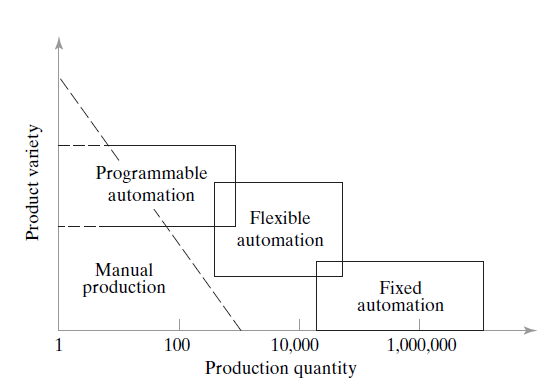 Product variety
Programmable
automation
Flexible
automation
Manual
production
Fixed
automation
1
100
10,000
1,000,000
Production quantity